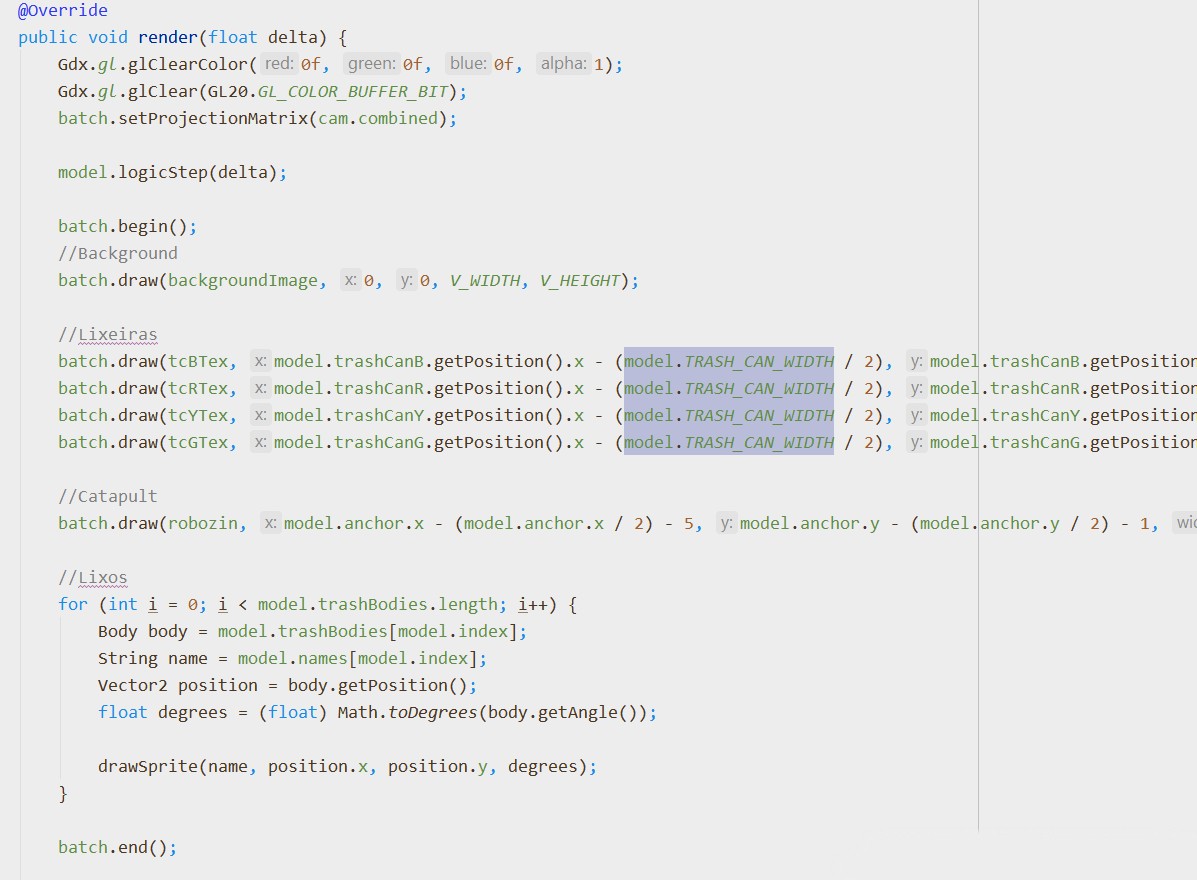 @Override
public void render(float delta) {
Gdx.gl.glClearColor( red: 0f, green: 0f, blue: 0f, alpha: 1);
Gdx.gl.glClear(GL20.GL_COLOR_BUFFER_BIT);
batch.setProjectionMatrix(cam.combined);
model.logicStep(delta);
batch.begin();
//Background
batch.draw(backgroundImage, x: 0, y: 0, V_WIDTH, V_HEIGHT);
//Lixeiras
batch.draw(tcBTex, x: model.trashCanB.getPosition().x - (model.TRASH_CAN_WIDTH / 2), y: model.trashCanB.getPosition
batch.draw(tcRTex, x: model.trashCanR.getPosition().x - (model.TRASH_CAN_WIDTH / 2), y: model.trashCanR.getPosition
batch.draw(tcYTex, x: model.trashCanY.getPosition().x - (model.TRASH_CAN_WIDTH / 2), y: model.trashCanY.getPosition
batch.draw(tcGTex, x: model.trashCanG.getPosition().x - (model.TRASH_CAN_WIDTH / 2), y: model.trashCanG.getPosition
//Catapult
batch.draw(robozin, x: model.anchor.x - (model.anchor.x / 2) - 5, y: model.anchor.y - (model.anchor.y / 2) - 1,
//Lixos
for (int i = 0; i < model.trashBodies.length; i++) {
Body body = model.trashBodies[model.index];
String name = model.names[model.index];
Vector2 position = body.getPosition();
float degrees = (float) Math.toDegrees(body.getAngle());
drawSprite(name, position.x, position.y, degrees);
}
batch.end();